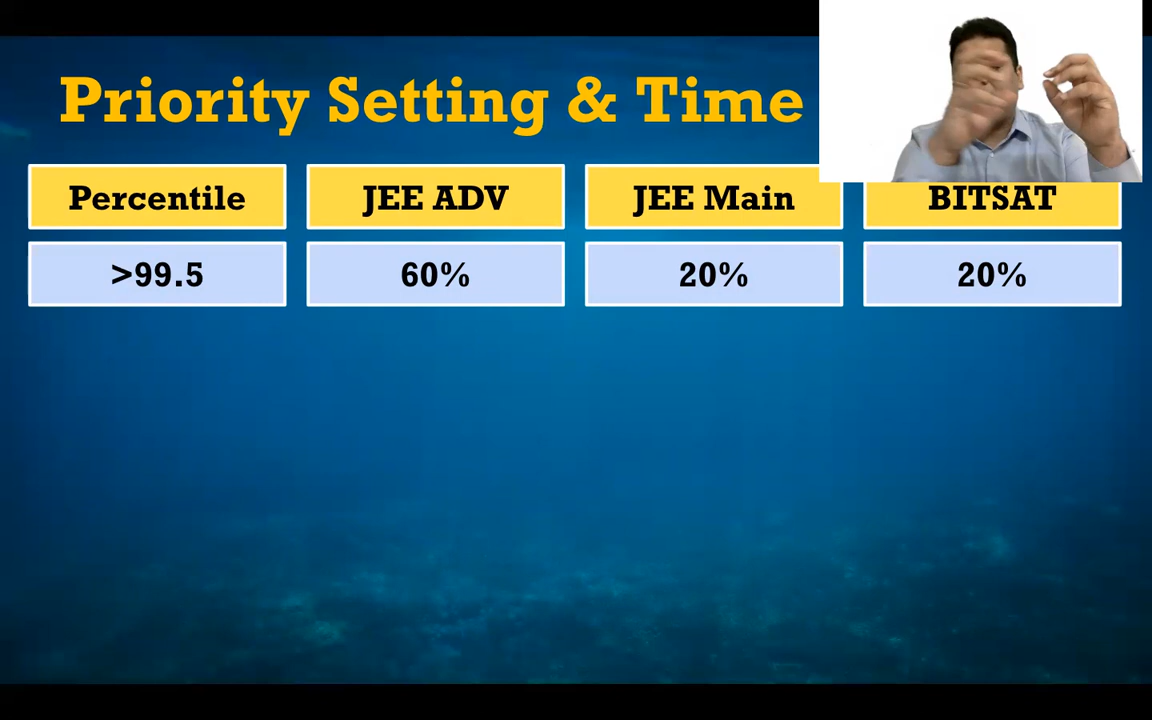 Priority Setting & Time
Percentile JEE ADV JEE Main BITSAT
>99.5 60% 20% 20%